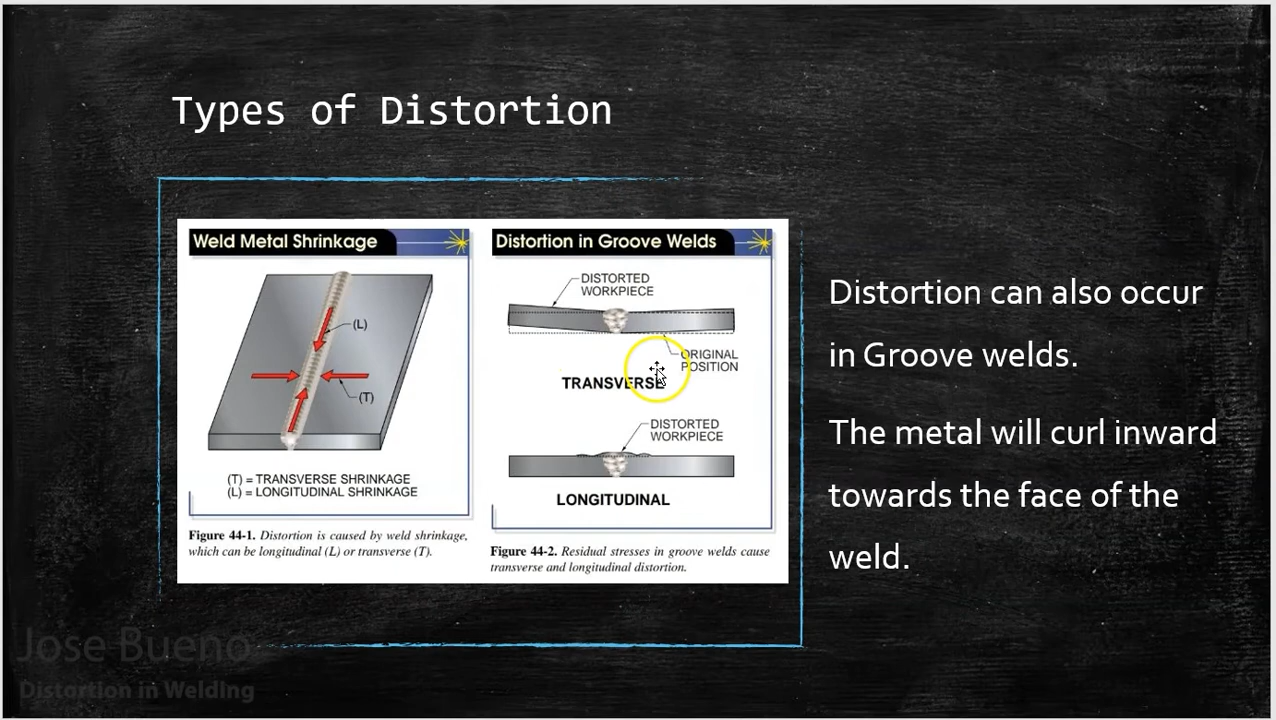 Types of Distortion
Weld Metal Shrinkage
(L)
(T)
(T) = TRANSVERSE SHRINKAGE
(L) = LONGITUDINAL SHRINKAGE
Figure 44-1. Distortion is caused by weld shrinkage,
which can be longitudinal (L) or transverse (T).
Distortion in Groove Welds
DISTORTED
WORKPIECE
ORIGINAL
POSITION
TRANSVERSE
DISTORTED
WORKPIECE
LONGITUDINAL
Figure 44-2. Residual stresses in groove welds cause
transverse and longitudinal distortion.
Distortion can also occur
in Groove welds.
The metal will curl inward
towards the face of the
weld.
Jose Bueno
Distortion in Welding